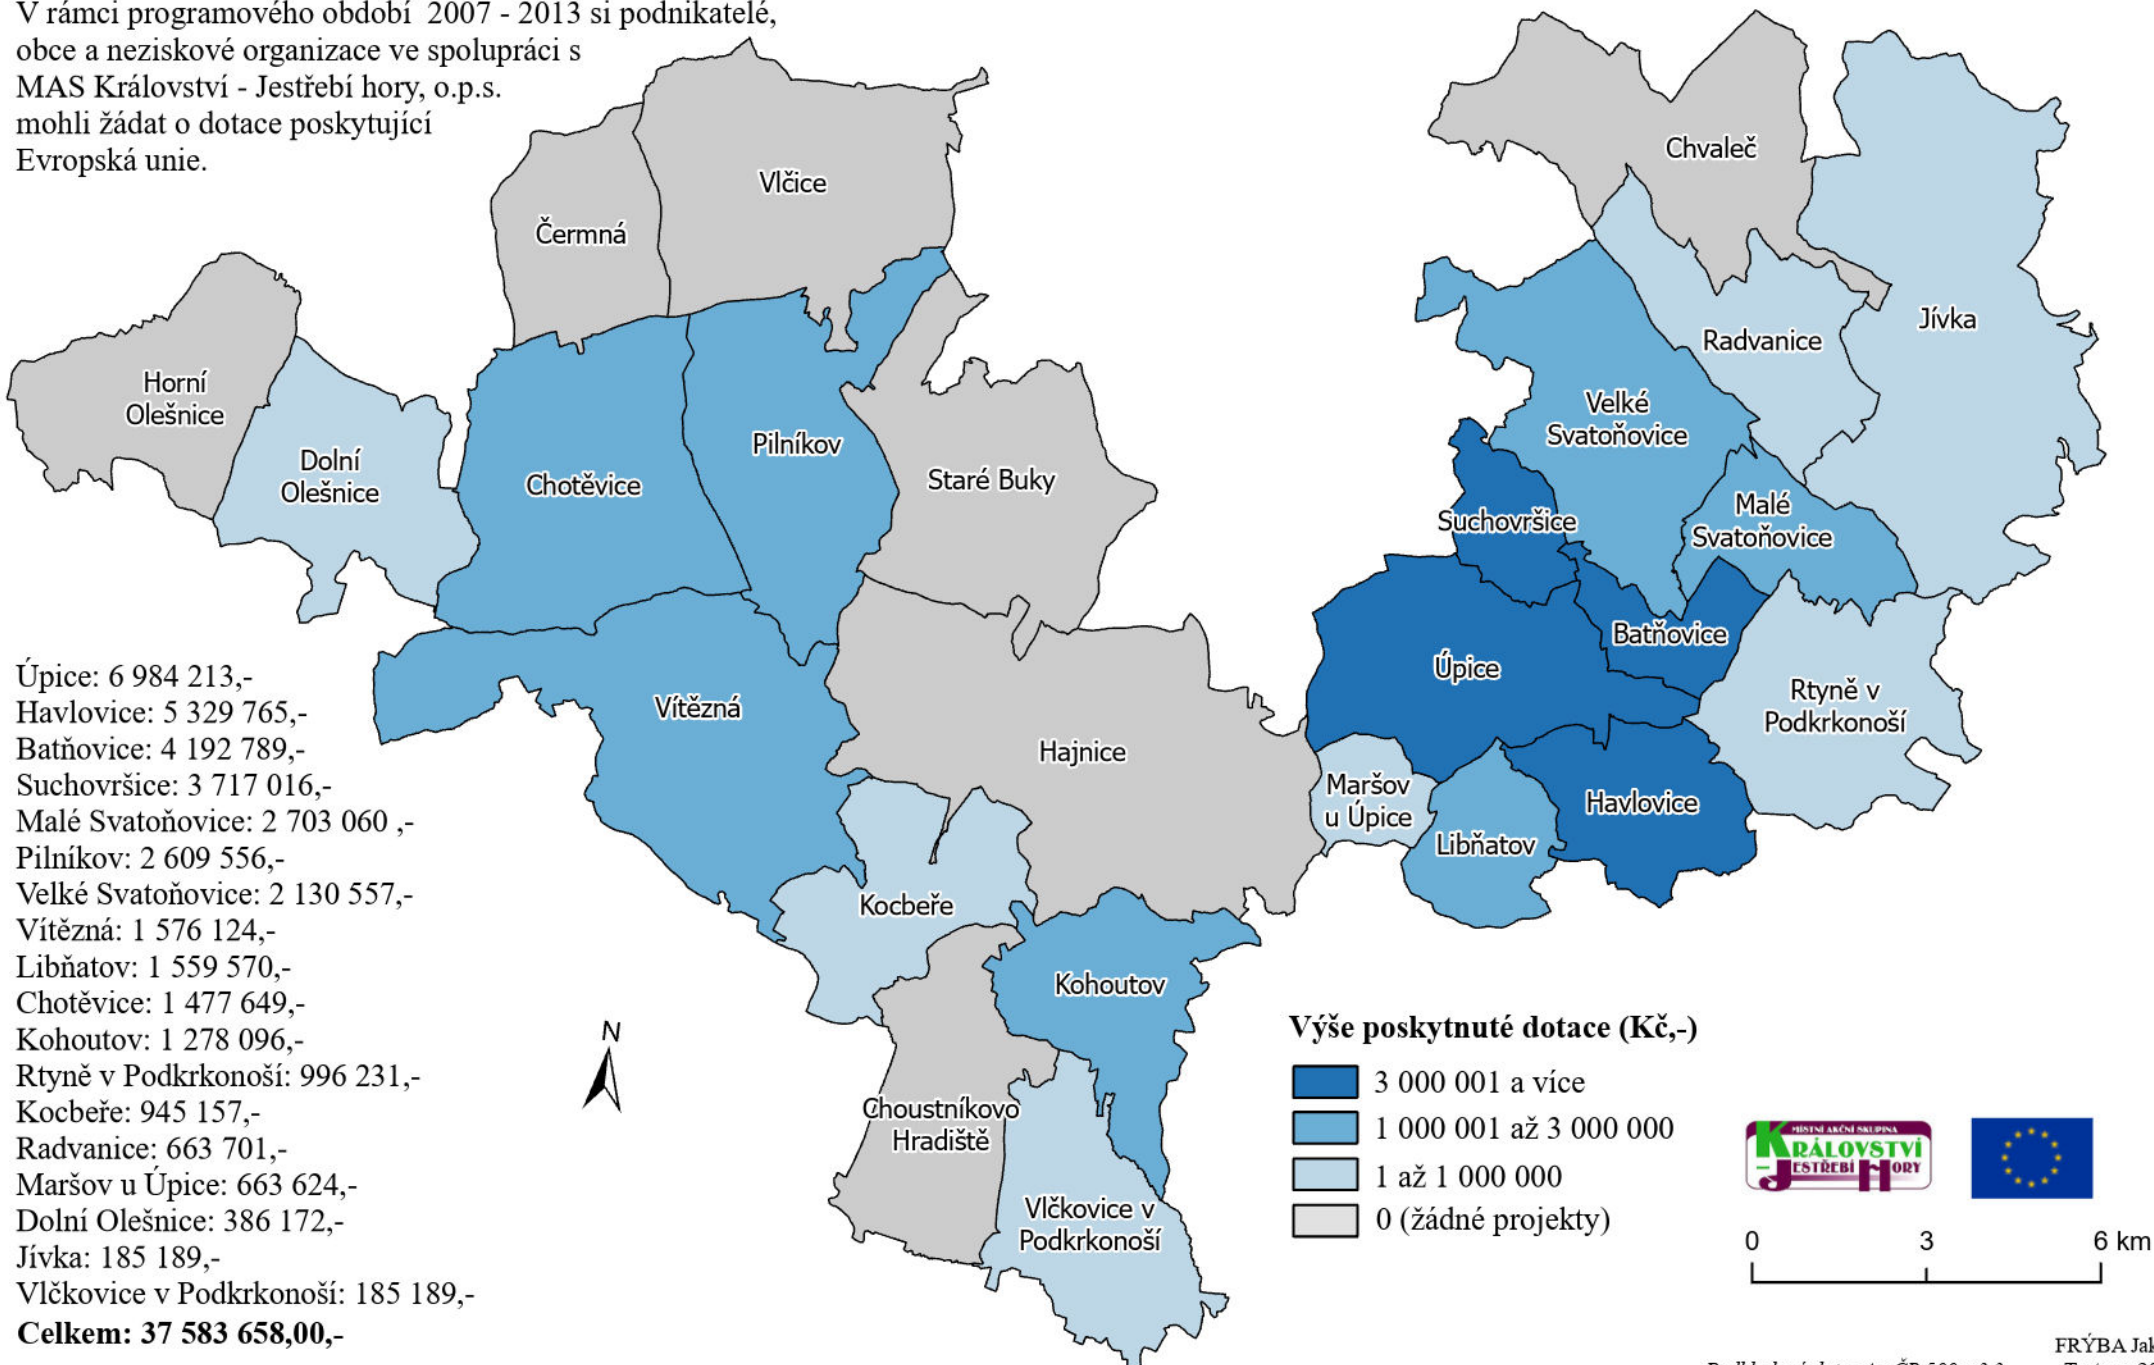 V rámci programového období 2007 - 2013 si podnikatelé,
obce a neziskové organizace ve spolupráci s
MAS Království - Jestřebí hory, o.p.s.
mohli žádat o dotace poskytující
Evropská unie.
Chvaleč
Vlčice
Čermná
Jívka
Radvanice
Horní
Olešnice
Velké
Svatoňovice
Pilníkov
Dolní
Olešnice
Chotěvice
Staré Buky
Malé
Svatoňovice
Suchovršice
Batňovice
Úpice
Rtyně v
Podkrkonoší
Vítězná
Hajnice
Maršov
u Úpice
Havlovice
Libňatov
Kocbeře
Kohoutov
Choustníkovo
Hradiště
Vlčkovice v
Podkrkonoší
Úpice: 6 984 213,-
Havlovice: 5 329 765,-
Batňovice: 4 192 789,-
Suchovršice: 3 717 016,-
Malé Svatoňovice: 2 703 060 ,-
Pilníkov: 2 609 556,-
Velké Svatoňovice: 2 130 557,-
Vítězná: 1 576 124,-
Libňatov: 1 559 570,-
Chotěvice: 1 477 649,-
Kohoutov: 1 278 096,-
Rtyně v Podkrkonoší: 996 231,-
Kocbeře: 945 157,-
Radvanice: 663 701,-
Maršov u Úpice: 663 624,-
Dolní Olešnice: 386 172,-
Jívka: 185 189,-
Vlčkovice v Podkrkonoší: 185 189,-
Celkem: 37 583 658,00,-
N
Výše poskytnuté dotace (Kč,-)
3 000 001 a více
1 000 001 až 3 000 000
1 až 1 000 000
0 (žádné projekty)
MÍSTNÍ AKČNÍ SKUPINA
KRÁLOVSTVÍ
- JESTŘEBÍ HORY
0 3 6 km
FRÝBA